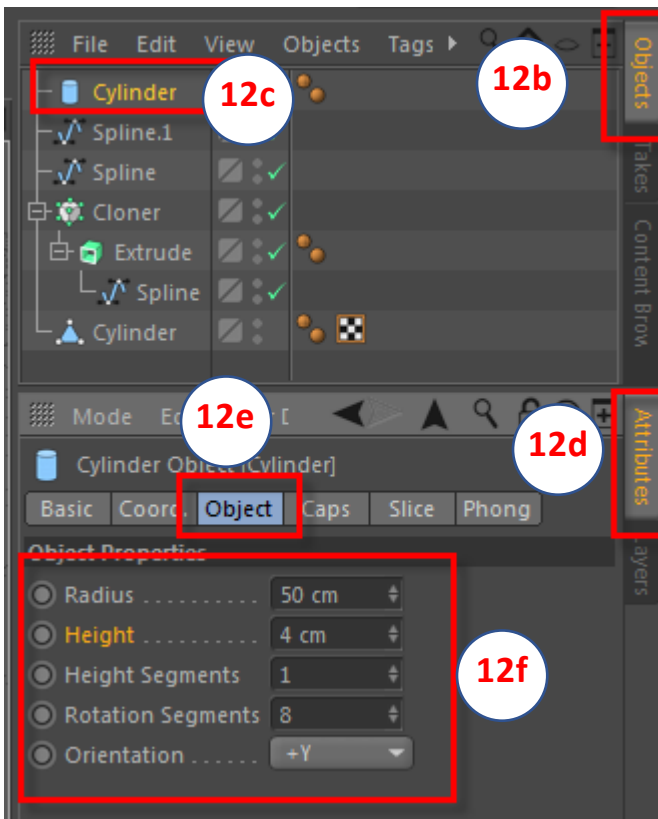 File Edit View Objects Tags
Objects
12b
Cylinder
12c
Spline.1
Spline
Takes
Cloner
Content Brow
Extrude
Spline
Cylinder
Mode
12e
12d
Attributes
Cylinder Object [Cylinder]
Basic Coord. Object Caps Slice Phong
Object Properties
Layers
Radius .......... 50 cm
Height .......... 4 cm
Height Segments 1
12f
Rotation Segments 8
Orientation ...... +Y